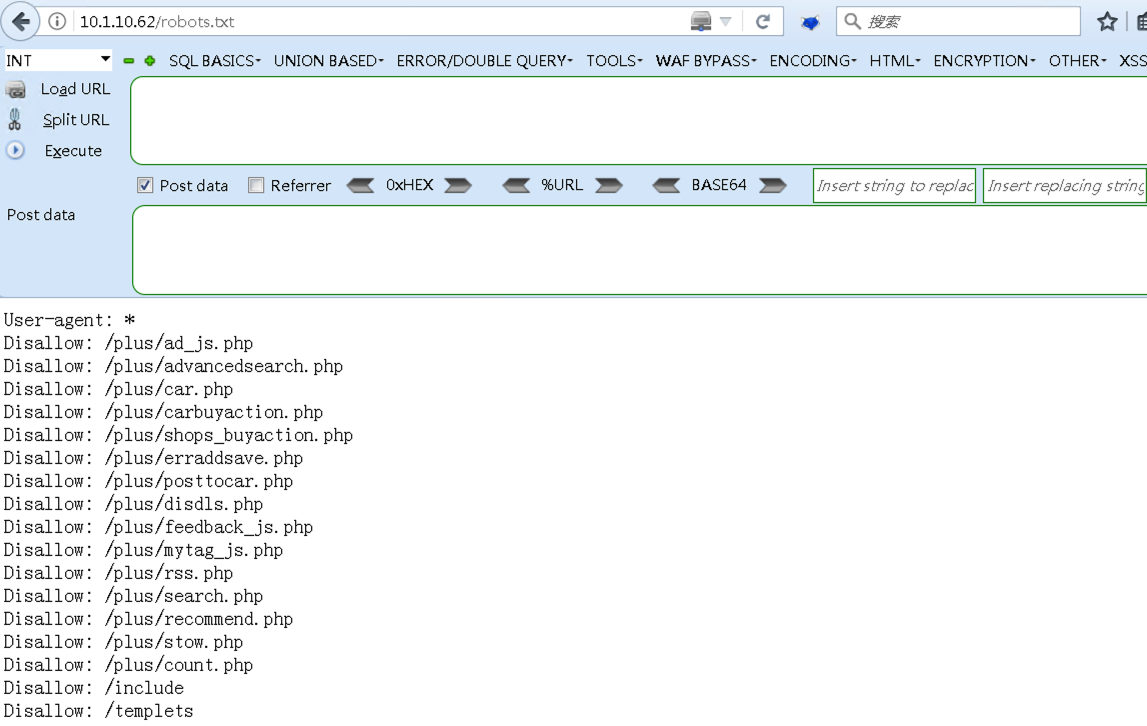 10.1.10.62/robots.txt
搜索
INT
SQL BASICS UNION BASED ERROR/DOUBLE QUERY TOOLS WAF BYPASS ENCODING HTML ENCRYPTION OTHER XSS
Load URL
Split URL
Execute
Post data Referrer 0xHEX %URL BASE64 Insert string to replac Insert replacing string
Post data
User-agent: *
Disallow: /plus/ad_js.php
Disallow: /plus/advancedsearch.php
Disallow: /plus/car.php
Disallow: /plus/carbuyaction.php
Disallow: /plus/shops_buyaction.php
Disallow: /plus/erraddsave.php
Disallow: /plus/posttocar.php
Disallow: /plus/disdls.php
Disallow: /plus/feedback_js.php
Disallow: /plus/mytag_js.php
Disallow: /plus/rss.php
Disallow: /plus/search.php
Disallow: /plus/recommend.php
Disallow: /plus/stow.php
Disallow: /plus/count.php
Disallow: /include
Disallow: /templets